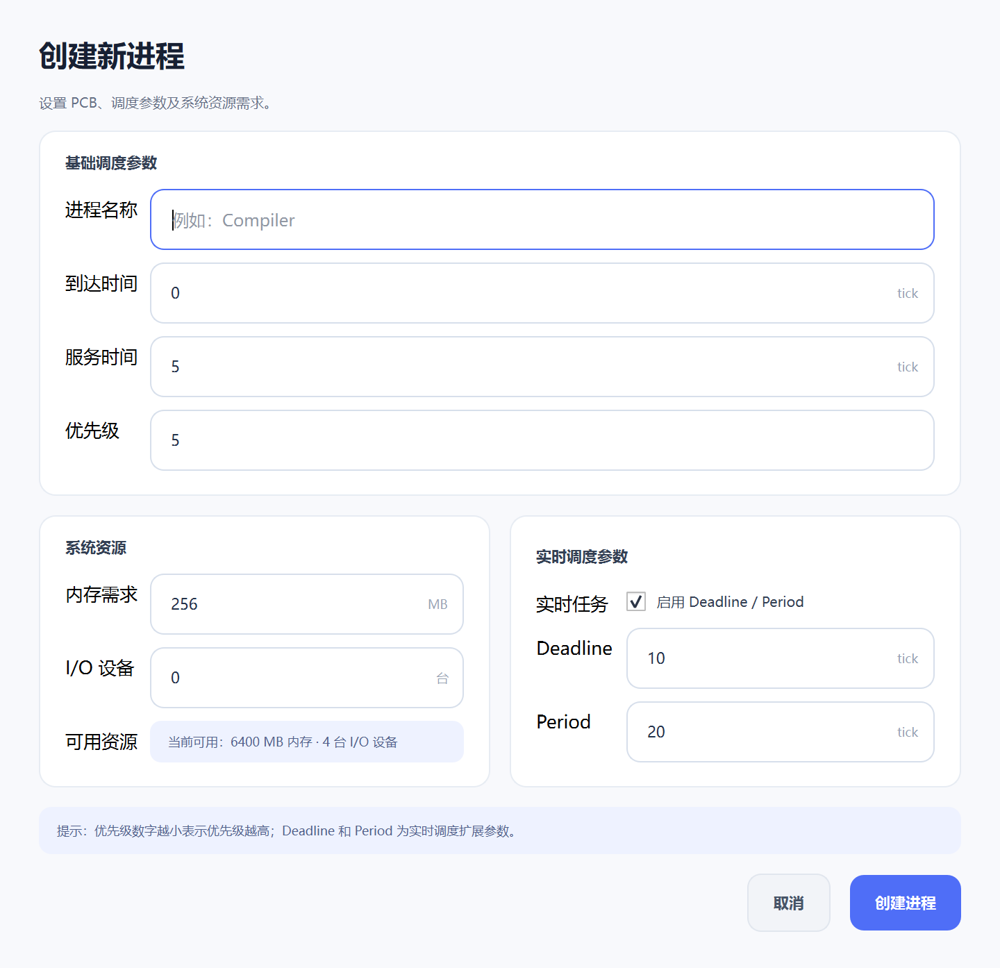 创建新进程
设置 PCB、调度参数及系统资源需求。
基础调度参数
进程名称
例如：Compiler
到达时间
0
tick
服务时间
5
tick
优先级
5
系统资源
内存需求
256
MB
I/O 设备
0
台
可用资源
当前可用：6400 MB 内存 · 4 台 I/O 设备
实时调度参数
实时任务
启用 Deadline / Period
Deadline
10
tick
Period
20
tick
提示：优先级数字越小表示优先级越高；Deadline 和 Period 为实时调度扩展参数。
取消
创建进程